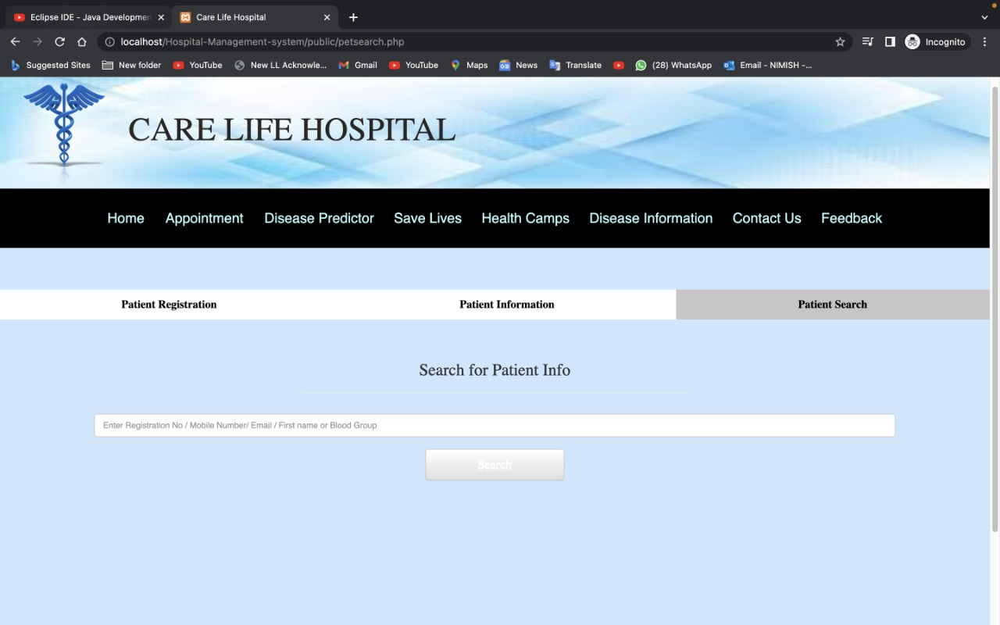 Eclipse IDE - Java Developmen
Care Life Hospital
localhost/Hospital-Management-system/public/petsearch.php
Incognito
Suggested Sites New folder YouTube New LL Acknowle... Gmail YouTube Maps News Translate (28) WhatsApp Email - NIMISH -...
CARE LIFE HOSPITAL
Home Appointment Disease Predictor Save Lives Health Camps Disease Information Contact Us Feedback
Patient Registration Patient Information Patient Search
Search for Patient Info
Enter Registration No / Mobile Number/ Email / First name or Blood Group
Search